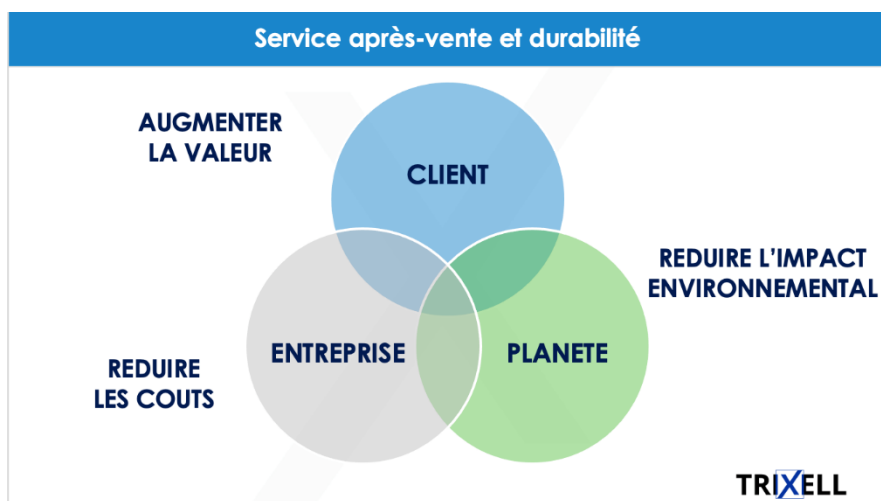 Service après-vente et durabilité
AUGMENTER
LA VALEUR
CLIENT
REDUIRE L’IMPACT
ENVIRONNEMENTAL
ENTREPRISE
PLANETE
REDUIRE
LES COUTS
TRIXELL